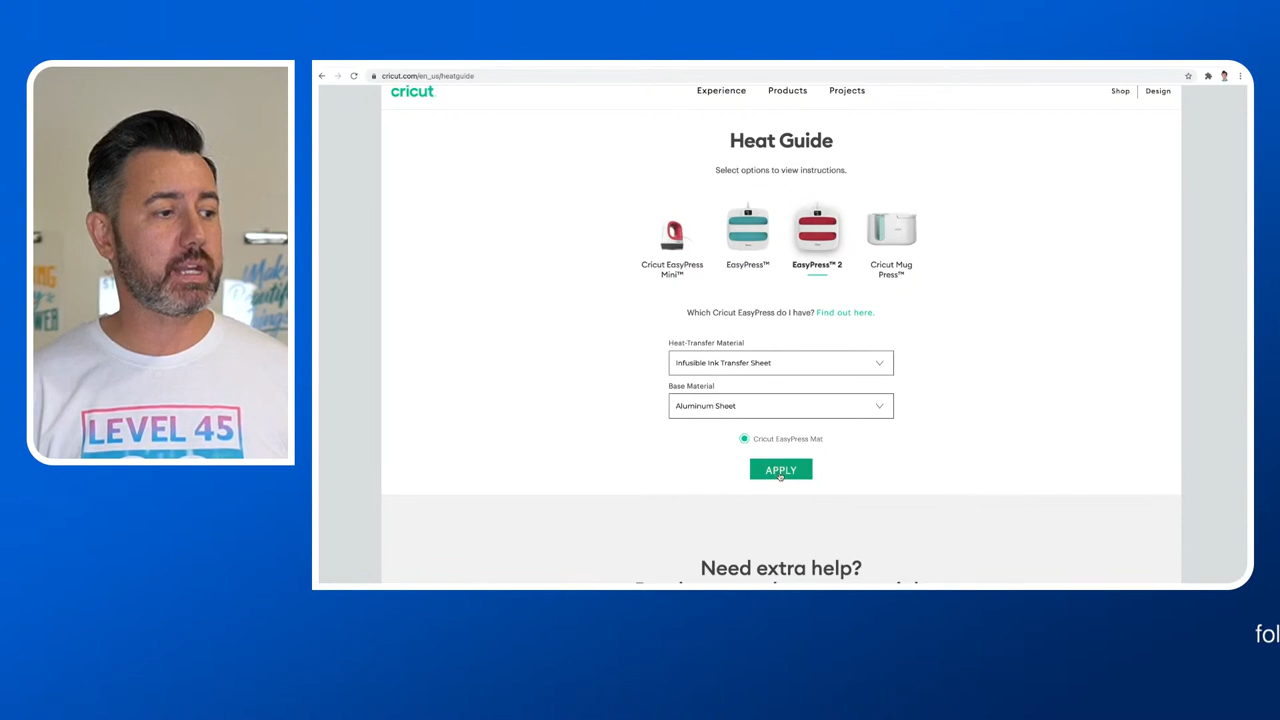 LEVEL 45
cricut.com/en_us/heatguide
cricut
Experience
Products
Projects
Shop
Design
Heat Guide
Select options to view instructions.
Cricut EasyPress
Mini™
EasyPress™
EasyPress™ 2
Cricut Mug
Press™
Which Cricut EasyPress do I have? Find out here.
Heat-Transfer Material
Infusible Ink Transfer Sheet
Base Material
Aluminum Sheet
Cricut EasyPress Mat
APPLY
Need extra help?
fol